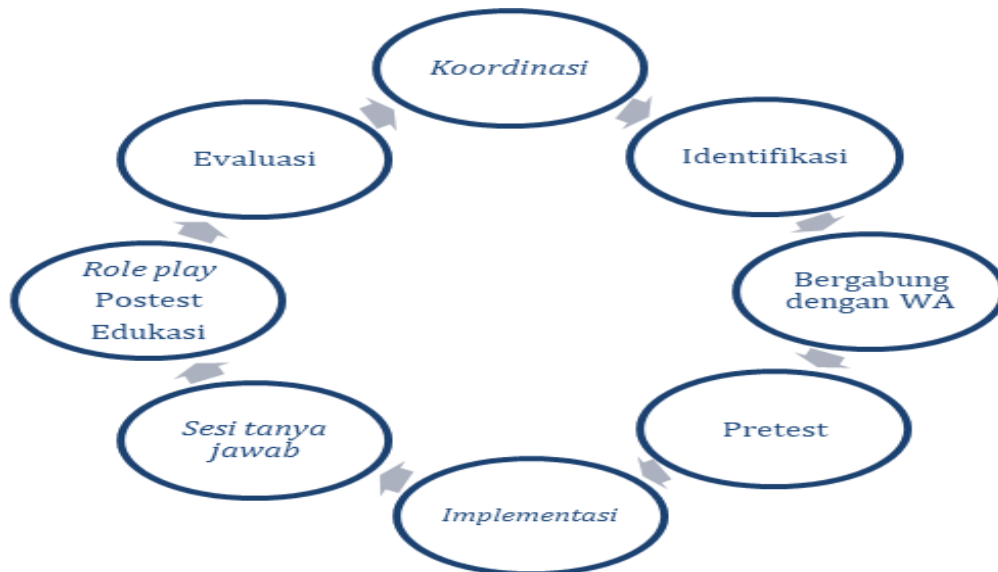 Koordinasi
Identifikasi
Bergabung
dengan WA
Pretest
Implementasi
Sesi tanya
jawab
Role play
Postest
Edukasi
Evaluasi